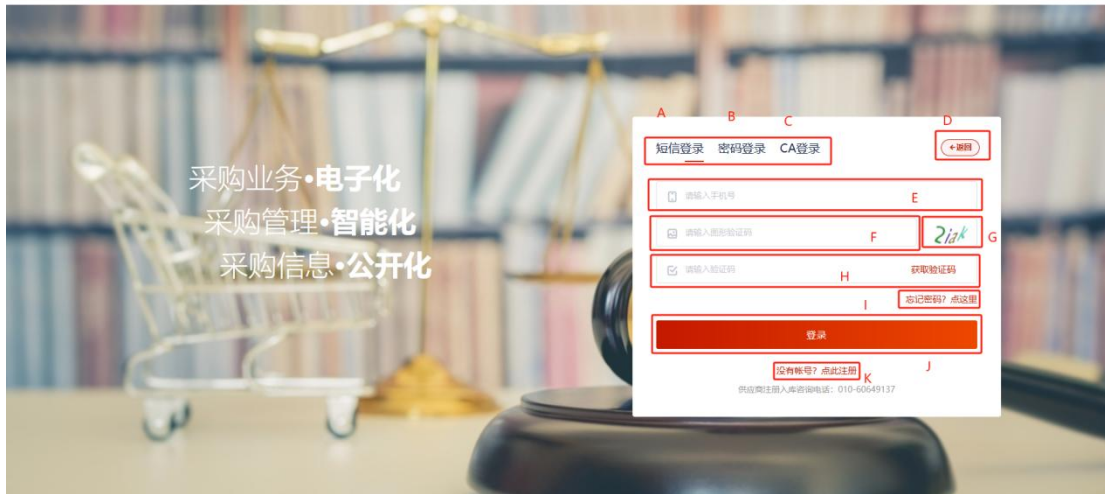 A B C D
短信登录 密码登录 CA登录 ←返回
采购业务•电子化
采购管理•智能化
采购信息•公开化
请输入手机号 E
请输入图形验证码 F 2iak G
请输入验证码 H 获取验证码
I 忘记密码？点这里
登录
J
没有帐号？点此注册 K
供应商注册入库咨询电话：010-60649137